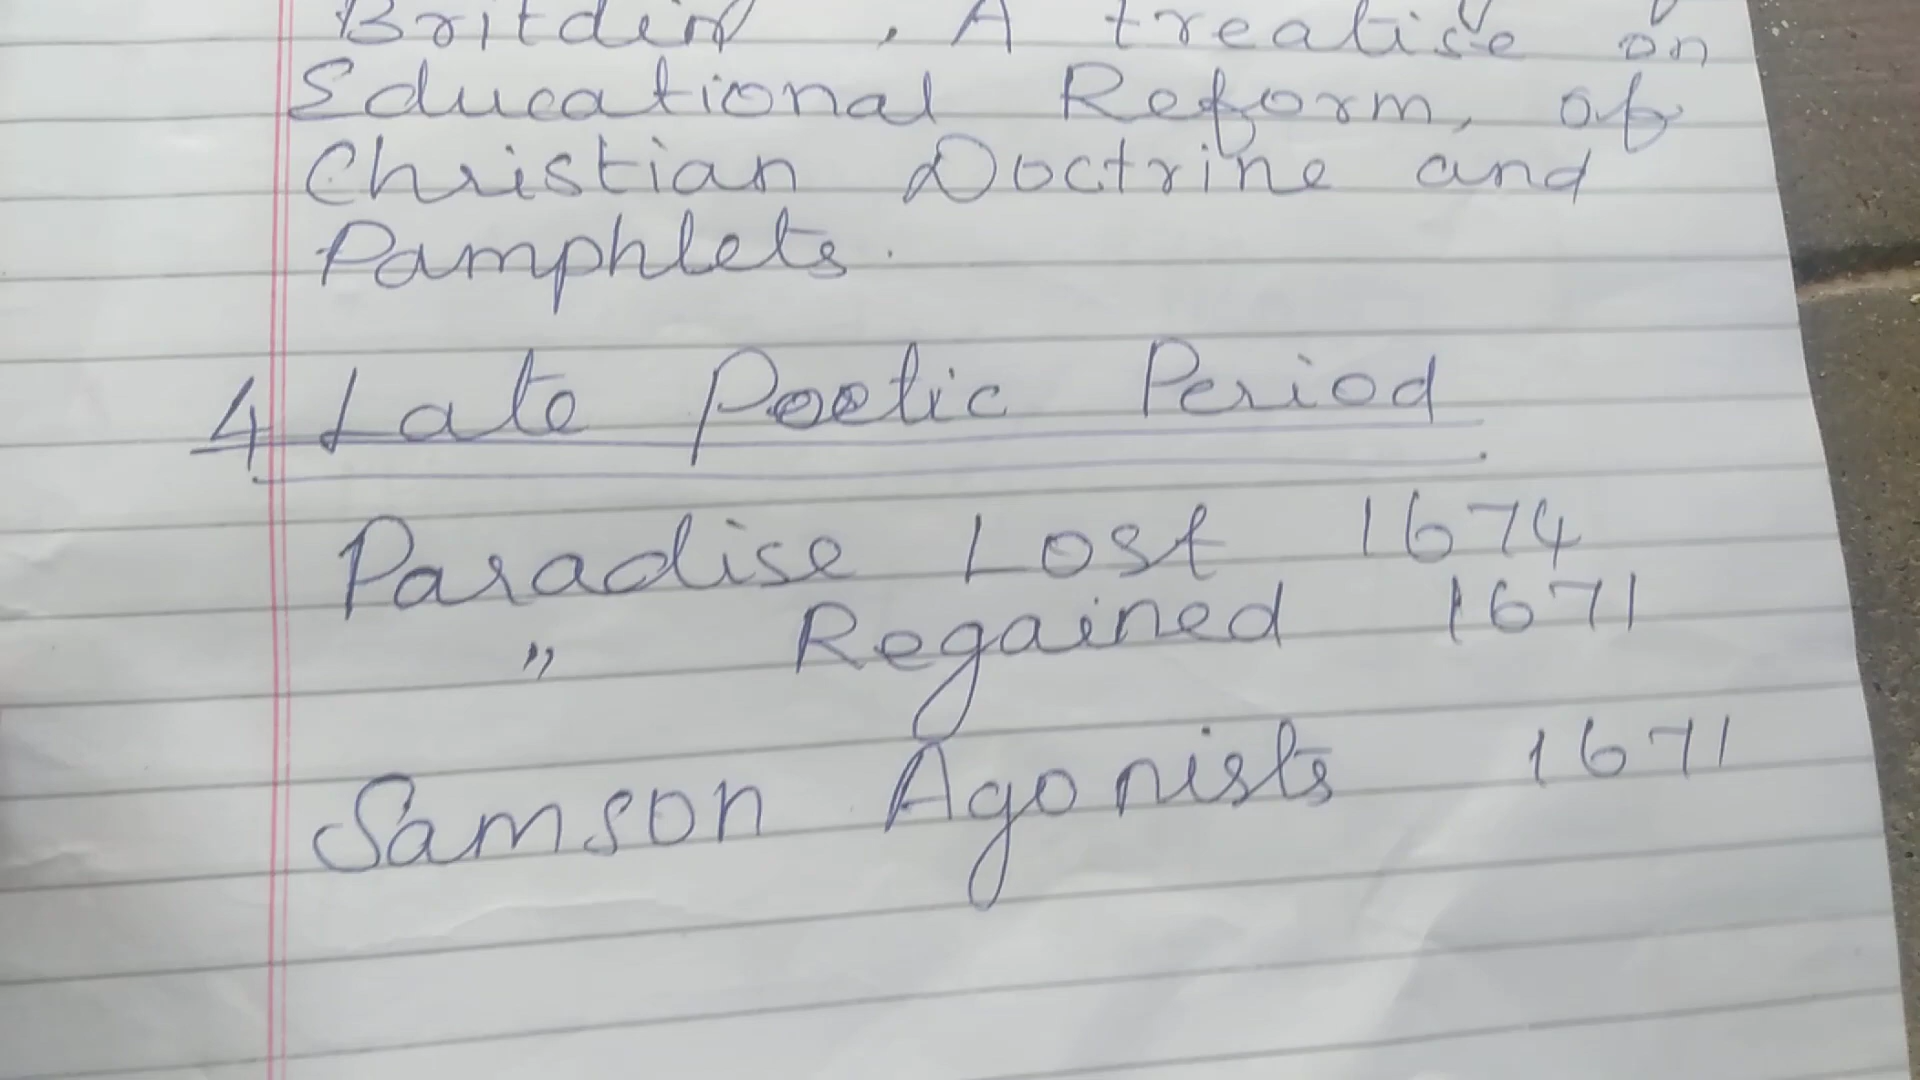 Britain, A treatise on
Educational Reform, of
Christian Doctrine and
Pamphlets.
4 Late Poetic Period
Paradise Lost 1674
" Regained 1671
Samson Agonists 1671